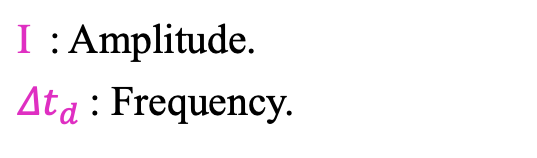 I : Amplitude.
Δt_d : Frequency.